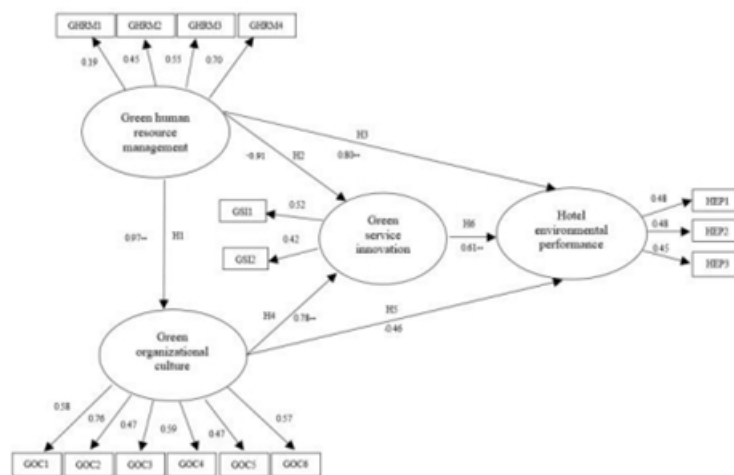 GHRM1 GHRM2 GHRM3 GHRM4
0.39 0.45 0.55 0.70
Green human
resource
management
H3
0.80**
H2
-0.91
GSI1
0.52
GSI2
0.42
Green
service
innovation
H6
0.61**
Hotel
environmental
performance
0.48
HEP1
0.48
HEP2
0.45
HEP3
0.97**
H1
H4
0.78**
H5
-0.46
Green
organizational
culture
0.58 0.76 0.47 0.59 0.47 0.57
GOC1 GOC2 GOC3 GOC4 GOC5 GOC6